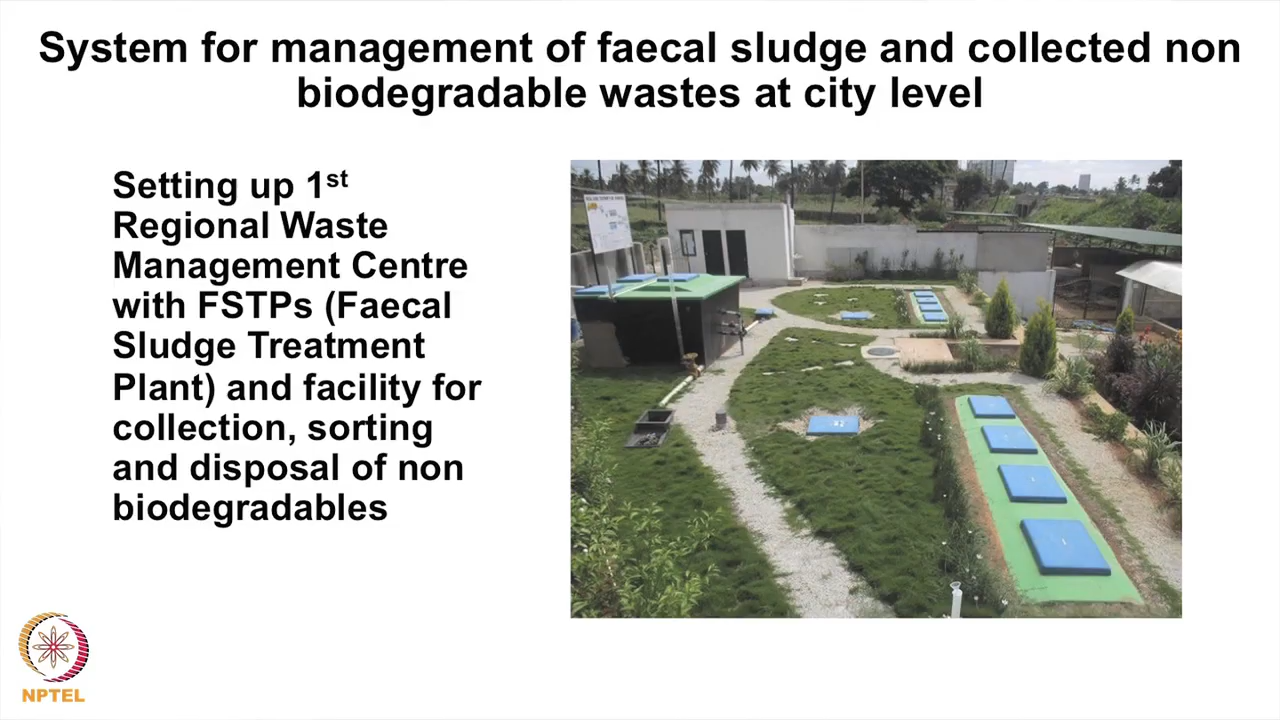 System for management of faecal sludge and collected non
biodegradable wastes at city level
Setting up 1st
Regional Waste
Management Centre
with FSTPs (Faecal
Sludge Treatment
Plant) and facility for
collection, sorting
and disposal of non
biodegradables
NPTEL